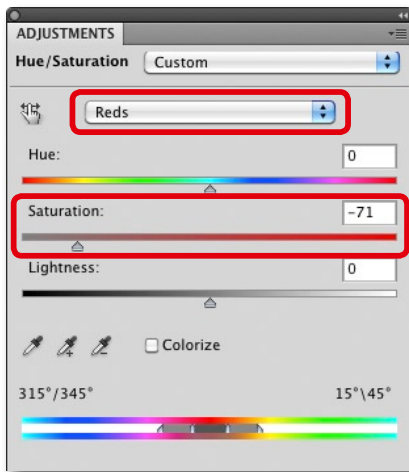 ADJUSTMENTS
Hue/Saturation Custom
Reds
Hue: 0
Saturation: -71
Lightness: 0
Colorize
315°/345° 15°\45°